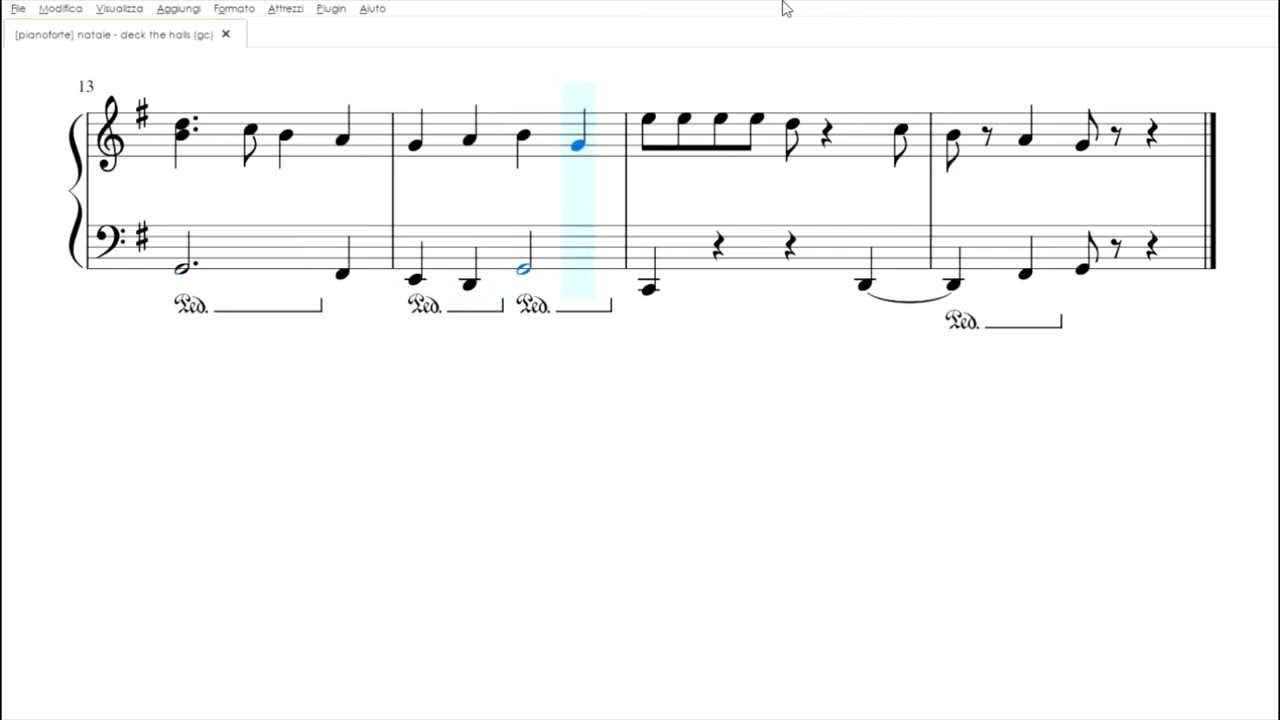 File Modifica Visualizza Aggiungi Formato Attrezzi Plugin Aiuto
[pianoforte] natale - deck the halls (gc) ×
13
Ped. Ped. Ped.
Ped.